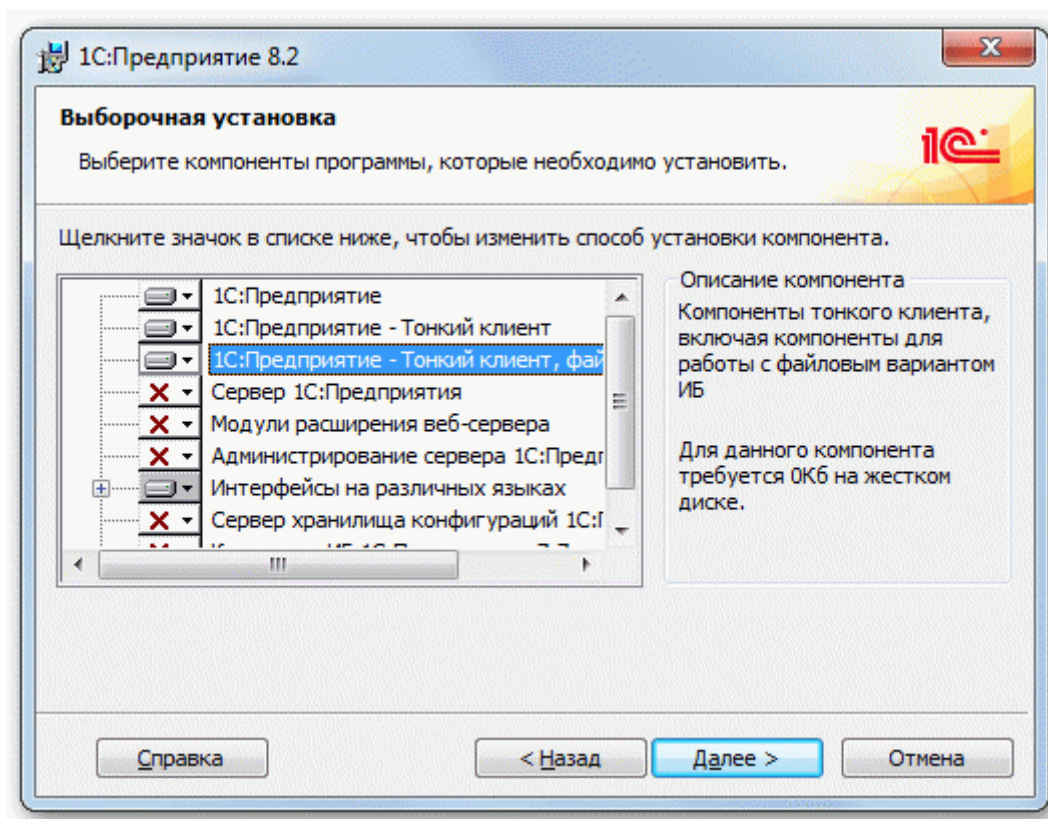 1С:Предприятие 8.2
Выборочная установка
Выберите компоненты программы, которые необходимо установить.
1С
Щелкните значок в списке ниже, чтобы изменить способ установки компонента.
1С:Предприятие
1С:Предприятие - Тонкий клиент
1С:Предприятие - Тонкий клиент, фай
Сервер 1С:Предприятия
Модули расширения веб-сервера
Администрирование сервера 1С:Предг
Интерфейсы на различных языках
Сервер хранилища конфигураций 1С:Г
Описание компонента
Компоненты тонкого клиента,
включая компоненты для
работы с файловым вариантом
ИБ
Для данного компонента
требуется 0Кб на жестком
диске.
Справка
< Назад
Далее >
Отмена